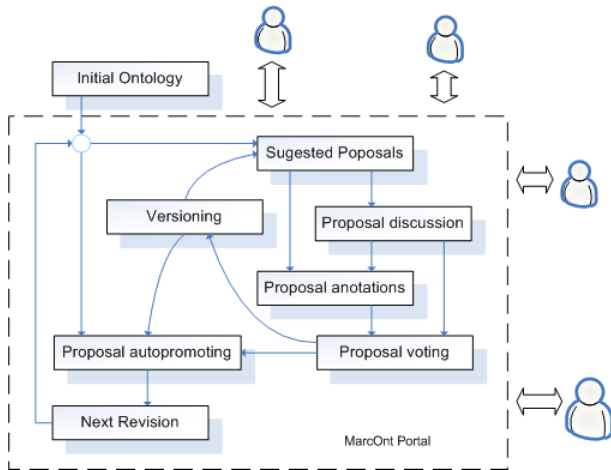 Initial Ontology
Sugested Poposals
Versioning
Proposal discussion
Proposal anotations
Proposal autopromoting
Proposal voting
Next Revision
MarcOnt Portal